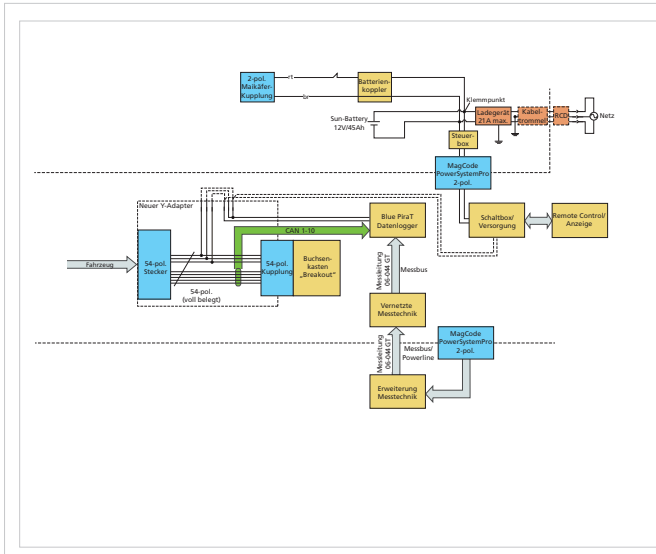 2-pol.
Maikäfer-
Kupplung
rt
br
Batterien-
koppler
Klemmpunkt
Sun-Battery
12V/45Ah
Ladegerät
21A max.
Kabel-
trommel
RCD
Netz
Steuer-
box
MagCode
PowerSystemPro
2-pol.
Neuer Y-Adapter
CAN 1-10
Blue PiraT
Datenlogger
Schaltbox/
Versorgung
Remote Control/
Anzeige
Fahrzeug
54-pol.
Stecker
54-pol.
(voll belegt)
54-pol.
Kupplung
Buchsen-
kasten
„Breakout“
Messleitung
06-044 GT
Messbus
Vernetzte
Messtechnik
MagCode
PowerSystemPro
2-pol.
Messleitung
06-044 GT
Messbus/
Powerline
Erweiterung
Messtechnik